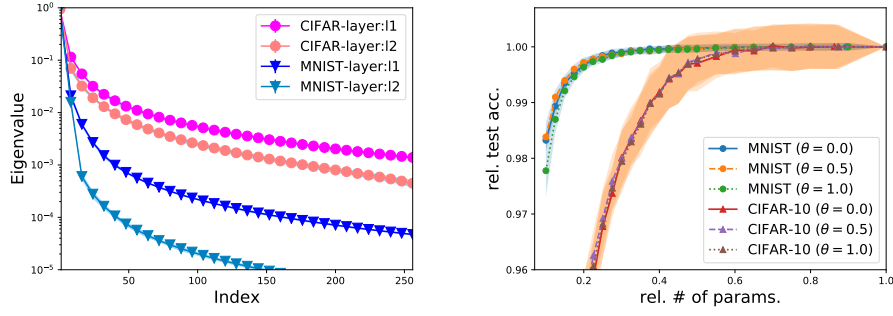 10⁰
10⁻¹
10⁻²
10⁻³
10⁻⁴
10⁻⁵
Eigenvalue
50
100
150
200
250
Index
CIFAR-layer:l1
CIFAR-layer:l2
MNIST-layer:l1
MNIST-layer:l2
1.00
0.99
0.98
0.97
0.96
rel. test acc.
0.2
0.4
0.6
0.8
1.0
rel. # of params.
MNIST (θ = 0.0)
MNIST (θ = 0.5)
MNIST (θ = 1.0)
CIFAR-10 (θ = 0.0)
CIFAR-10 (θ = 0.5)
CIFAR-10 (θ = 1.0)